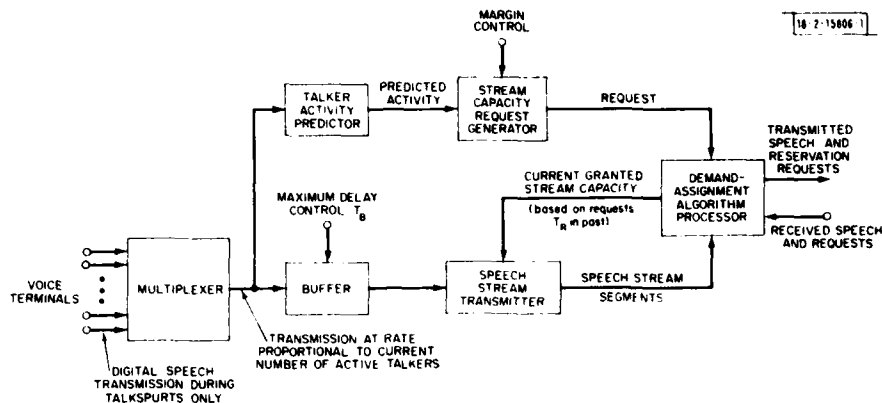 MARGIN
CONTROL
18-2-15806-1
TALKER
ACTIVITY
PREDICTOR
PREDICTED
ACTIVITY
STREAM
CAPACITY
REQUEST
GENERATOR
REQUEST
TRANSMITTED
SPEECH AND
RESERVATION
REQUESTS
MAXIMUM DELAY
CONTROL T_B
CURRENT GRANTED
STREAM CAPACITY
(based on requests
T_R in past)
DEMAND-
ASSIGNMENT
ALGORITHM
PROCESSOR
RECEIVED SPEECH
AND REQUESTS
VOICE
TERMINALS
MULTIPLEXER
BUFFER
SPEECH
STREAM
TRANSMITTER
SPEECH STREAM
SEGMENTS
TRANSMISSION AT RATE
PROPORTIONAL TO CURRENT
NUMBER OF ACTIVE TALKERS
DIGITAL SPEECH
TRANSMISSION DURING
TALKSPURTS ONLY